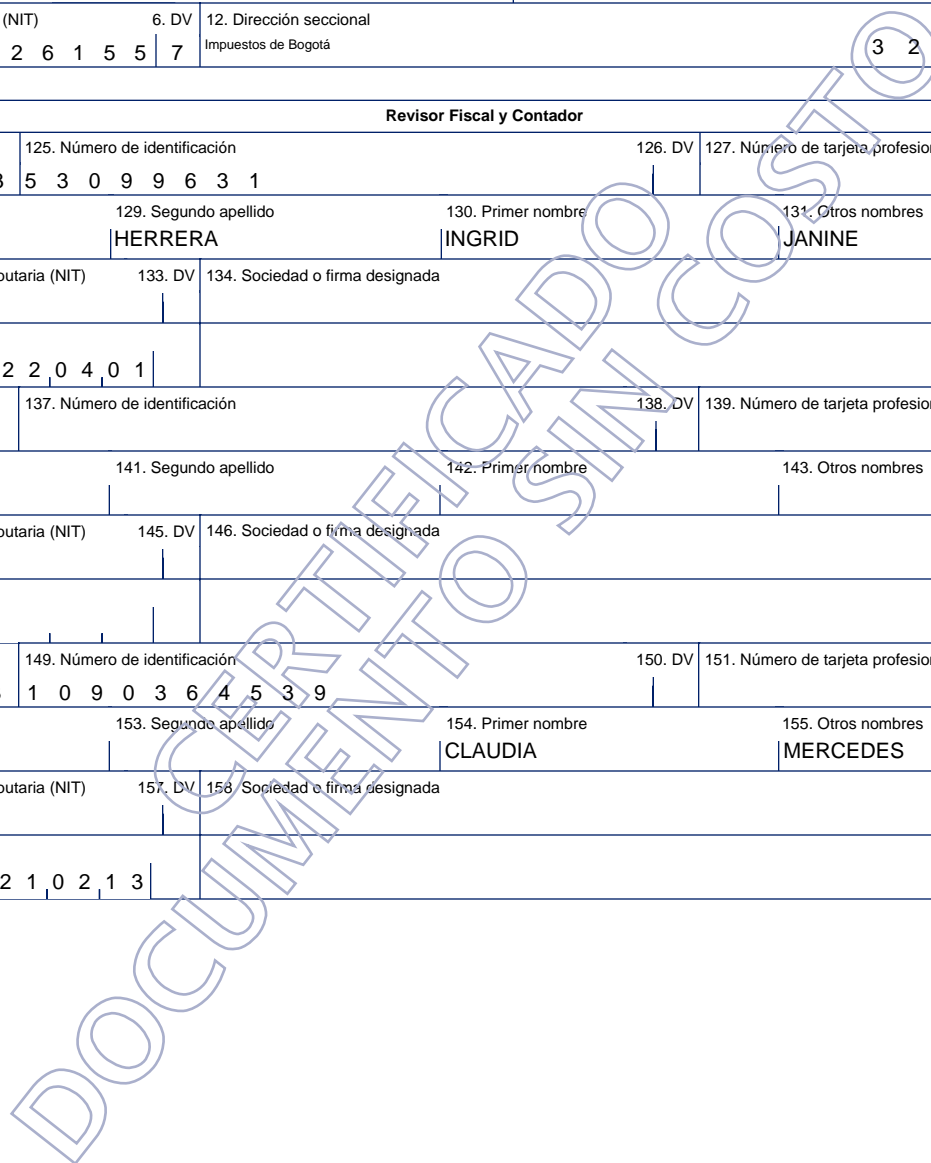 (NIT) 6. DV 12. Dirección seccional
2 6 1 5 5 7 Impuestos de Bogotá 3 2
Revisor Fiscal y Contador
125. Número de identificación 126. DV 127. Número de tarjeta profesion
5 3 0 9 9 6 3 1
129. Segundo apellido 130. Primer nombre 131. Otros nombres
HERRERA INGRID JANINE
butaria (NIT) 133. DV 134. Sociedad o firma designada
2 2 0 4 0 1
137. Número de identificación 138. DV 139. Número de tarjeta profesion
141. Segundo apellido 142. Primer nombre 143. Otros nombres
butaria (NIT) 145. DV 146. Sociedad o firma designada
149. Número de identificación 150. DV 151. Número de tarjeta profesion
1 0 9 0 3 6 4 5 3 9
153. Segundo apellido 154. Primer nombre 155. Otros nombres
CLAUDIA MERCEDES
butaria (NIT) 157. DV 158. Sociedad o firma designada
2 1 0 2 1 3
CERTIFICADO
DOCUMENTO SIN COSTO